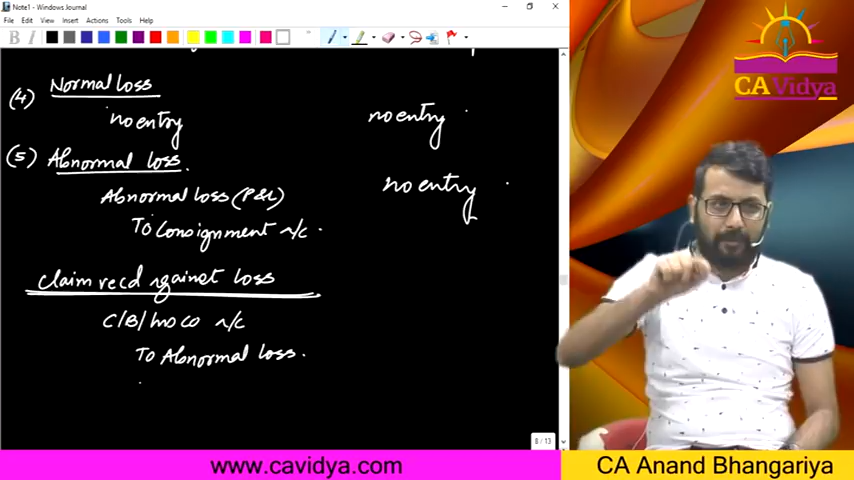 Note1 - Windows Journal
File Edit View Insert Actions Tools Help
B I
(4) Normal loss
no entry no entry
(5) Abnormal loss.
Abnormal loss (P&L) no entry
To Consignment A/c.
Claim recd against loss
C/B/Ins Co A/c
To Abnormal loss.
8 / 13
CA Vidya
www.cavidya.com
CA Anand Bhangariya